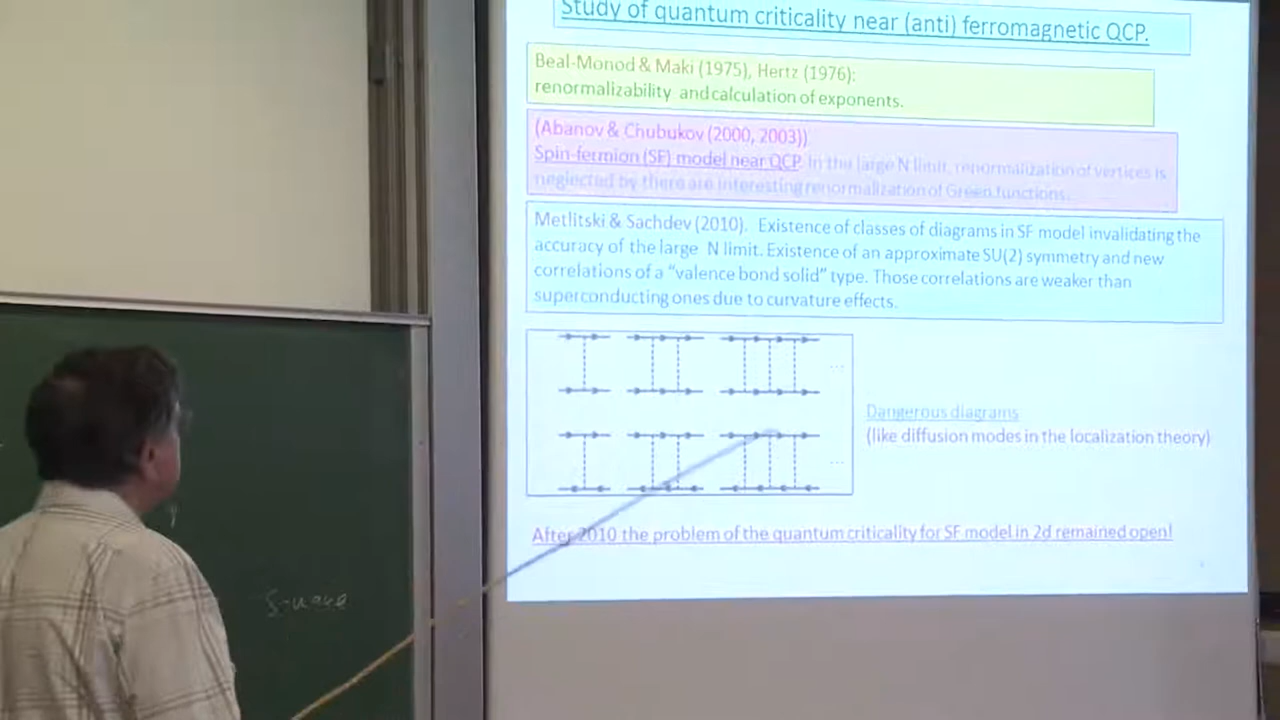 Study of quantum criticality near (anti) ferromagnetic QCP.
Beal-Monod & Maki (1975), Hertz (1976):
renormalizability and calculation of exponents.
(Abanov & Chubukov (2000, 2003))
Spin-fermion (SF) model near QCP. In the large N limit, renormalization of vertices is
neglected by there are interesting renormalization of Green functions.
Metlitski & Sachdev (2010). Existence of classes of diagrams in SF model invalidating the
accuracy of the large N limit. Existence of an approximate SU(2) symmetry and new
correlations of a “valence bond solid” type. Those correlations are weaker than
superconducting ones due to curvature effects.
...
Dangerous diagrams
(like diffusion modes in the localization theory)
...
After 2010 the problem of the quantum criticality for SF model in 2d remained open!